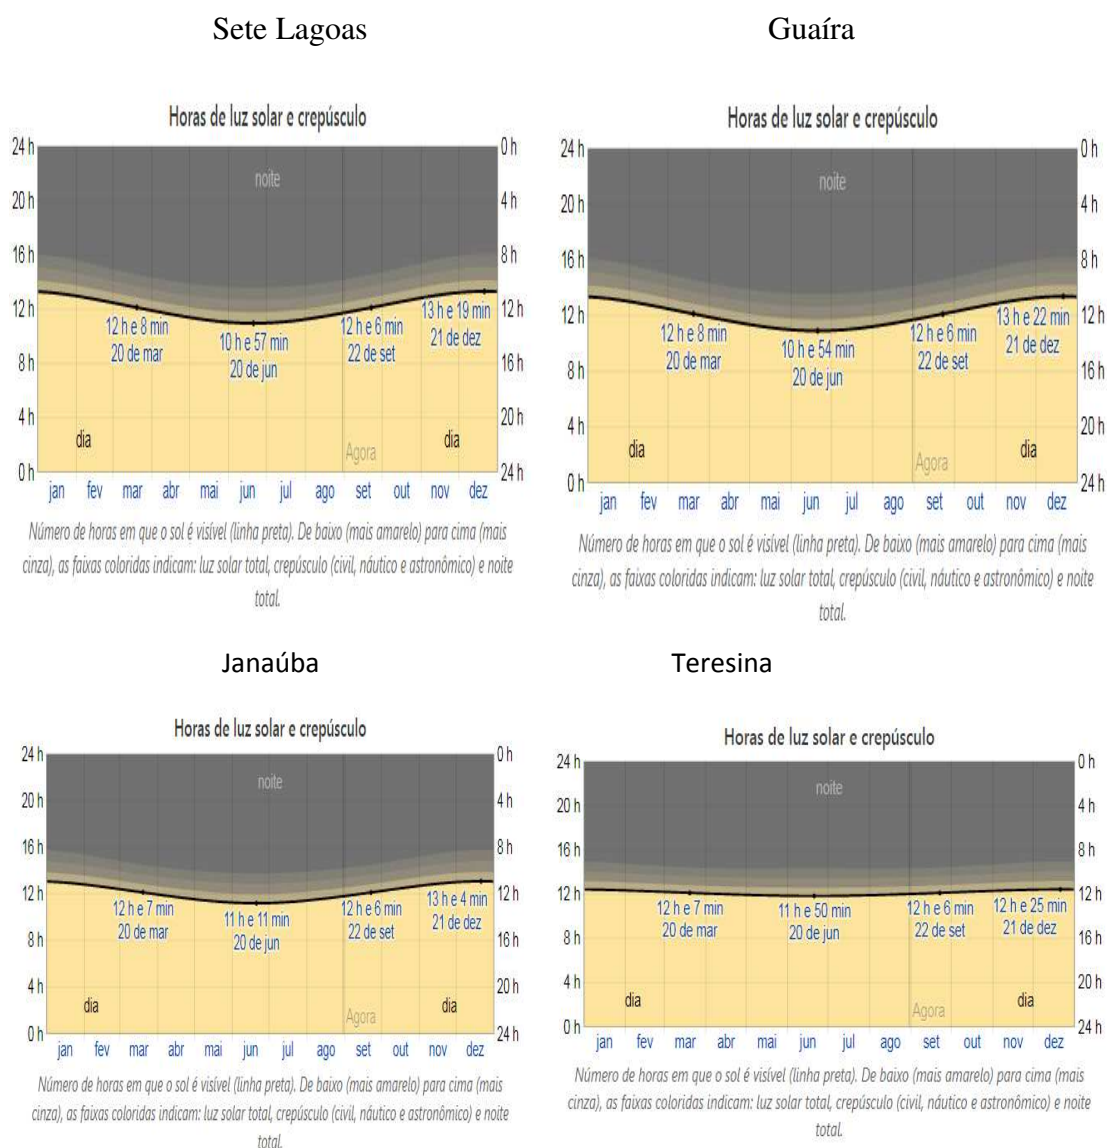 Sete Lagoas
Horas de luz solar e crepúsculo
24 h
20 h
16 h
12 h
8 h
4 h
0 h
0 h
4 h
8 h
12 h
16 h
20 h
24 h
noite
12 h e 8 min
20 de mar
10 h e 57 min
20 de jun
12 h e 6 min
22 de set
13 h e 19 min
21 de dez
dia
Agora
dia
jan fev mar abr mai jun jul ago set out nov dez
Número de horas em que o sol é visível (linha preta). De baixo (mais amarelo) para cima (mais
cinza), as faixas coloridas indicam: luz solar total, crepúsculo (civil, náutico e astronômico) e noite
total.
Guaíra
Horas de luz solar e crepúsculo
24 h
20 h
16 h
12 h
8 h
4 h
0 h
0 h
4 h
8 h
12 h
16 h
20 h
24 h
noite
12 h e 8 min
20 de mar
10 h e 54 min
20 de jun
12 h e 6 min
22 de set
13 h e 22 min
21 de dez
dia
Agora
dia
jan fev mar abr mai jun jul ago set out nov dez
Número de horas em que o sol é visível (linha preta). De baixo (mais amarelo) para cima (mais
cinza), as faixas coloridas indicam: luz solar total, crepúsculo (civil, náutico e astronômico) e noite
total.
Janaúba
Horas de luz solar e crepúsculo
24 h
20 h
16 h
12 h
8 h
4 h
0 h
0 h
4 h
8 h
12 h
16 h
20 h
24 h
noite
12 h e 7 min
20 de mar
11 h e 11 min
20 de jun
12 h e 6 min
22 de set
13 h e 4 min
21 de dez
dia
Agora
dia
jan fev mar abr mai jun jul ago set out nov dez
Número de horas em que o sol é visível (linha preta). De baixo (mais amarelo) para cima (mais
cinza), as faixas coloridas indicam: luz solar total, crepúsculo (civil, náutico e astronômico) e noite
total.
Teresina
Horas de luz solar e crepúsculo
24 h
20 h
16 h
12 h
8 h
4 h
0 h
0 h
4 h
8 h
12 h
16 h
20 h
24 h
noite
12 h e 7 min
20 de mar
11 h e 50 min
20 de jun
12 h e 6 min
22 de set
12 h e 25 min
21 de dez
dia
Agora
dia
jan fev mar abr mai jun jul ago set out nov dez
Número de horas em que o sol é visível (linha preta). De baixo (mais amarelo) para cima (mais
cinza), as faixas coloridas indicam: luz solar total, crepúsculo (civil, náutico e astronômico) e noite
total.